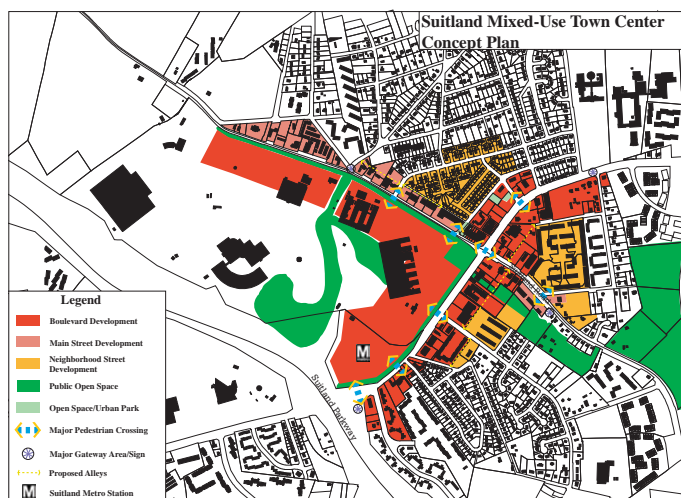 Suitland Mixed-Use Town Center
Concept Plan
Suitland Parkway
M
Legend
Boulevard Development
Main Street Development
Neighborhood Street
Development
Public Open Space
Open Space/Urban Park
Major Pedestrian Crossing
Major Gateway Area/Sign
Proposed Alleys
M
Suitland Metro Station